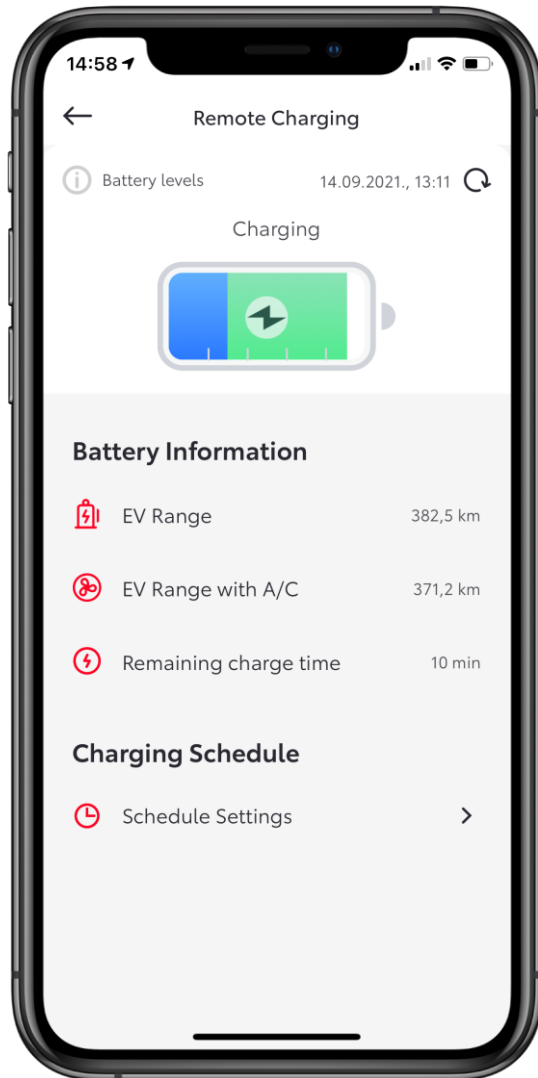 14:58
Remote Charging
Battery levels 14.09.2021., 13:11
Charging
Battery Information
EV Range 382,5 km
EV Range with A/C 371,2 km
Remaining charge time 10 min
Charging Schedule
Schedule Settings